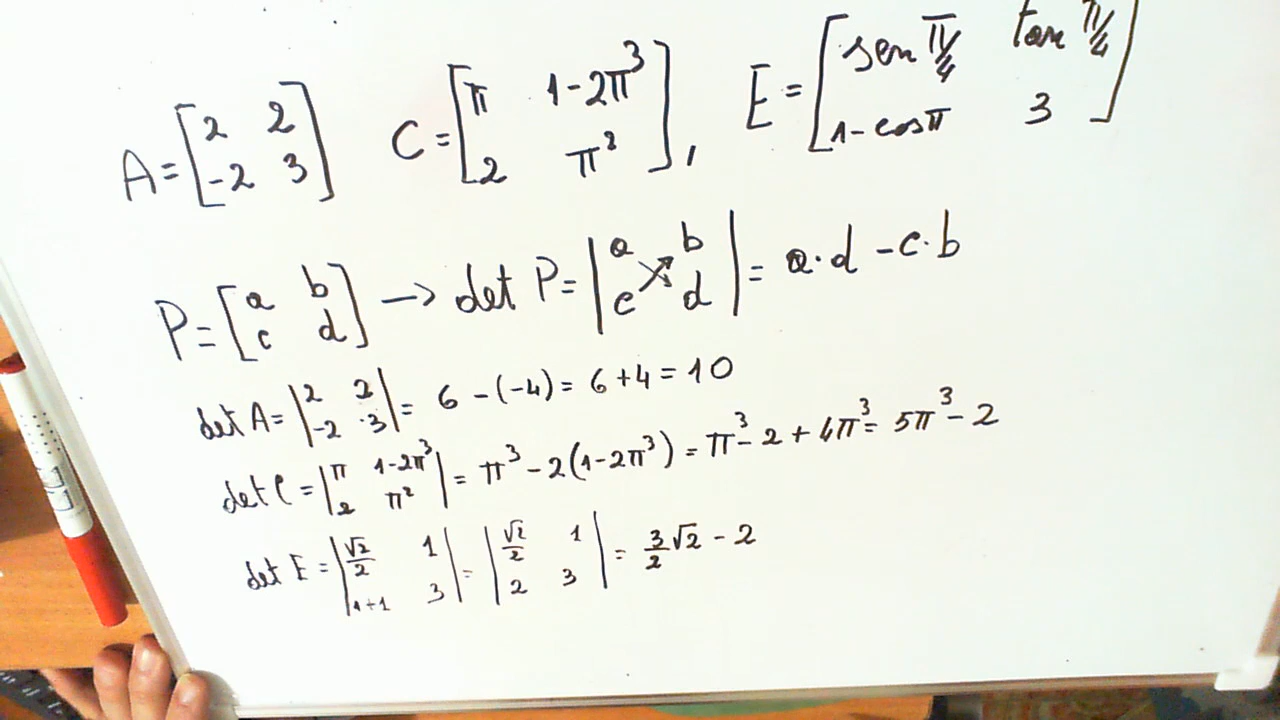 A = [2 2; -2 3] C = [π 1-2π³; 2 π²], E = [sen π/4 tan π/4; 1-cosπ 3]
P = [a b; c d] → det P = |a b; c d| = a·d - c·b
det A = |2 2; -2 3| = 6 - (-4) = 6 + 4 = 10
det C = |π 1-2π³; 2 π²| = π³ - 2(1-2π³) = π³ - 2 + 4π³ = 5π³ - 2
det E = |√2/2 1; 1+1 3| = |√2/2 1; 2 3| = 3/2 √2 - 2